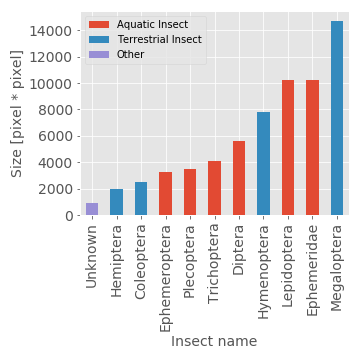 Aquatic Insect
Terrestrial Insect
Other
Size [pixel * pixel]
14000
12000
10000
8000
6000
4000
2000
0
Unknown
Hemiptera
Coleoptera
Ephemeroptera
Plecoptera
Trichoptera
Diptera
Hymenoptera
Lepidoptera
Ephemeridae
Megaloptera
Insect name